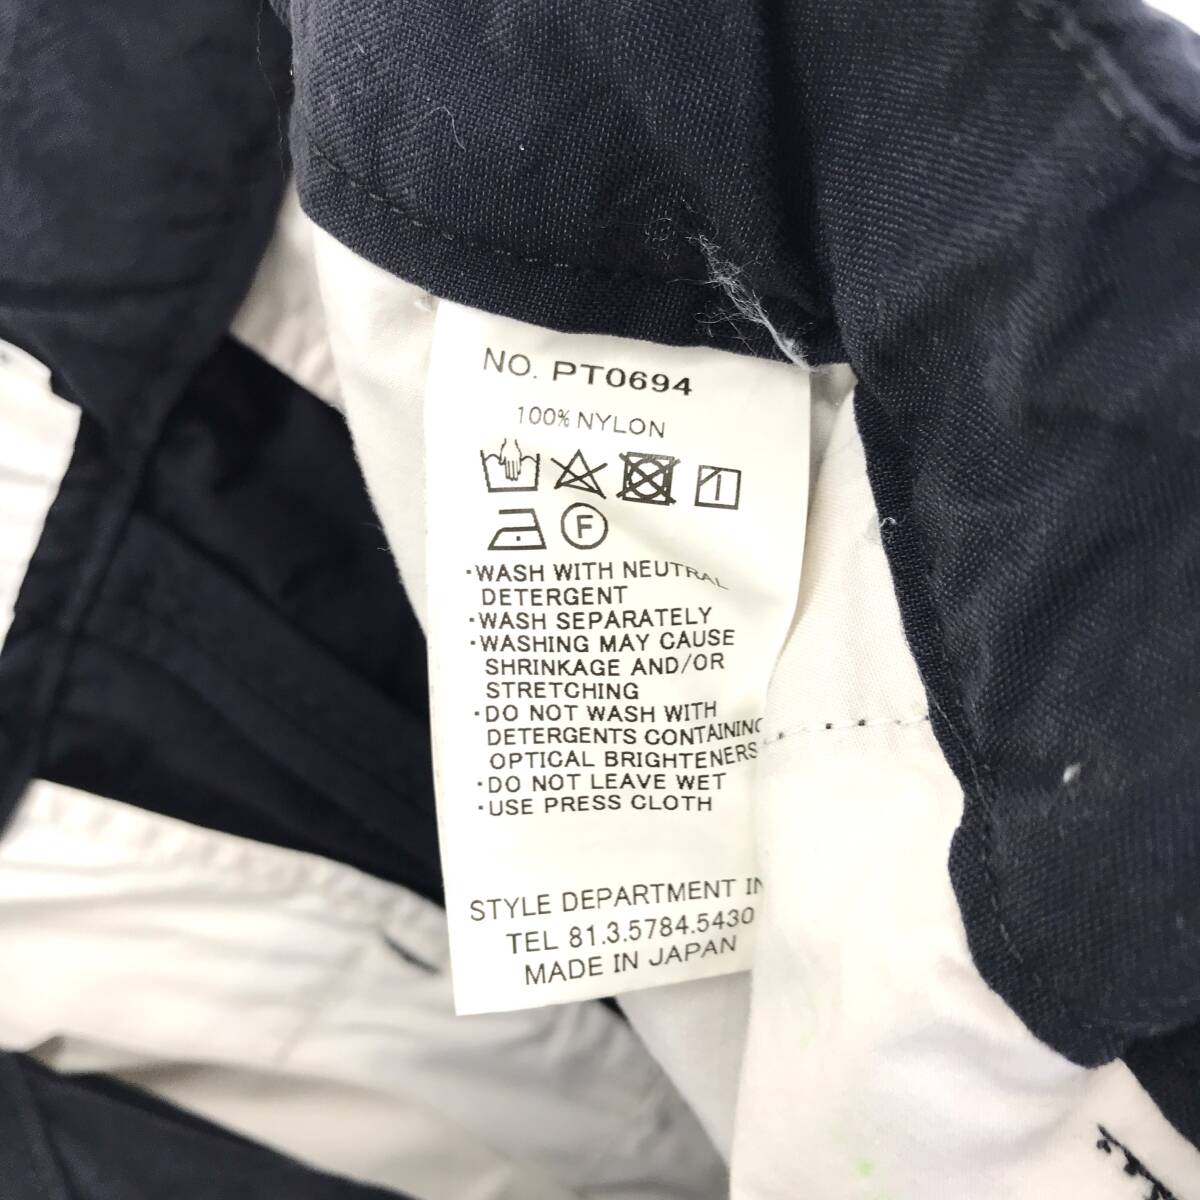 NO. PT0694
100% NYLON
F
·WASH WITH NEUTRAL
DETERGENT
·WASH SEPARATELY
·WASHING MAY CAUSE
SHRINKAGE AND/OR
STRETCHING
·DO NOT WASH WITH
DETERGENTS CONTAINING
OPTICAL BRIGHTENERS
·DO NOT LEAVE WET
·USE PRESS CLOTH
STYLE DEPARTMENT IN
TEL 81.3.5784.5430
MADE IN JAPAN